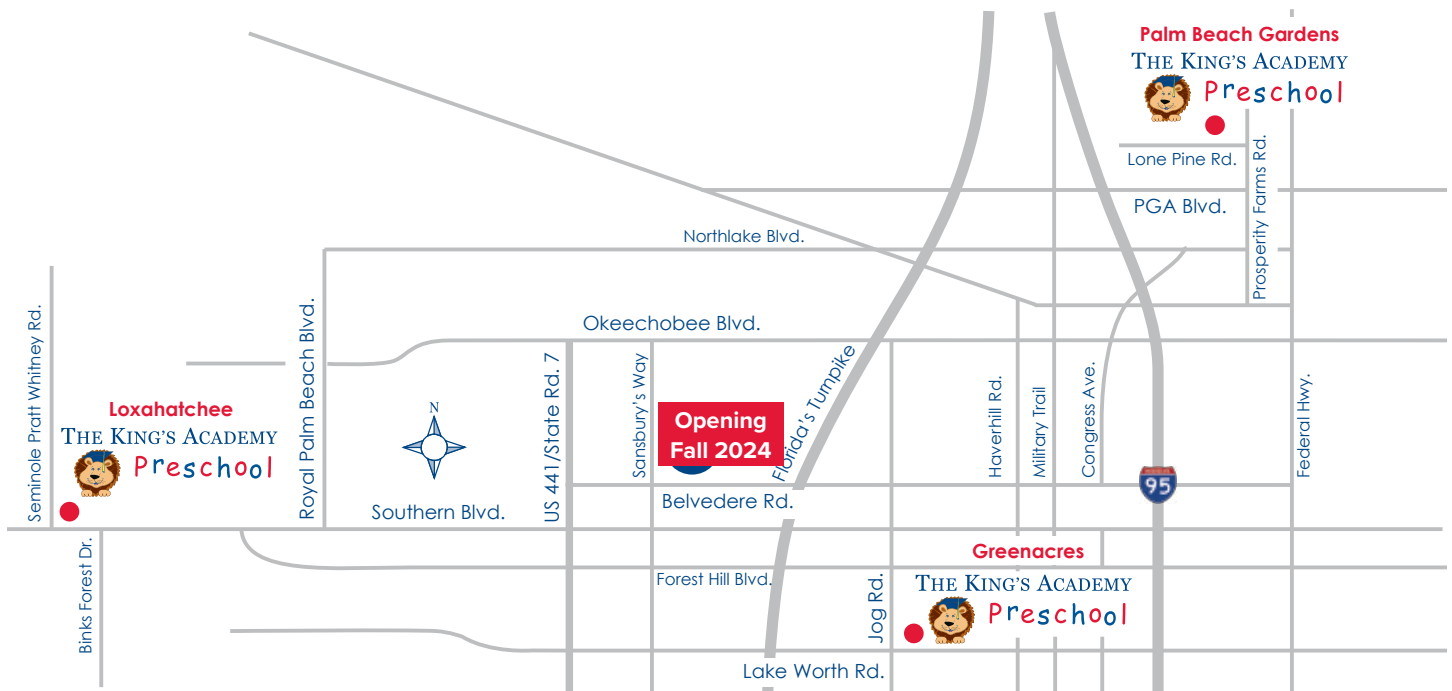 Palm Beach Gardens
THE KING'S ACADEMY
Preschool
Lone Pine Rd.
Prosperity Farms Rd.
PGA Blvd.
Northlake Blvd.
Okeechobee Blvd.
Seminole Pratt Whitney Rd.
Loxahatchee
THE KING'S ACADEMY
Preschool
Royal Palm Beach Blvd.
N
US 441/State Rd. 7
Sansbury's Way
Opening
Fall 2024
Florida's Turnpike
Haverhill Rd.
Military Trail
Congress Ave.
95
Federal Hwy.
Belvedere Rd.
Southern Blvd.
Binks Forest Dr.
Forest Hill Blvd.
Jog Rd.
Greenacres
THE KING'S ACADEMY
Preschool
Lake Worth Rd.